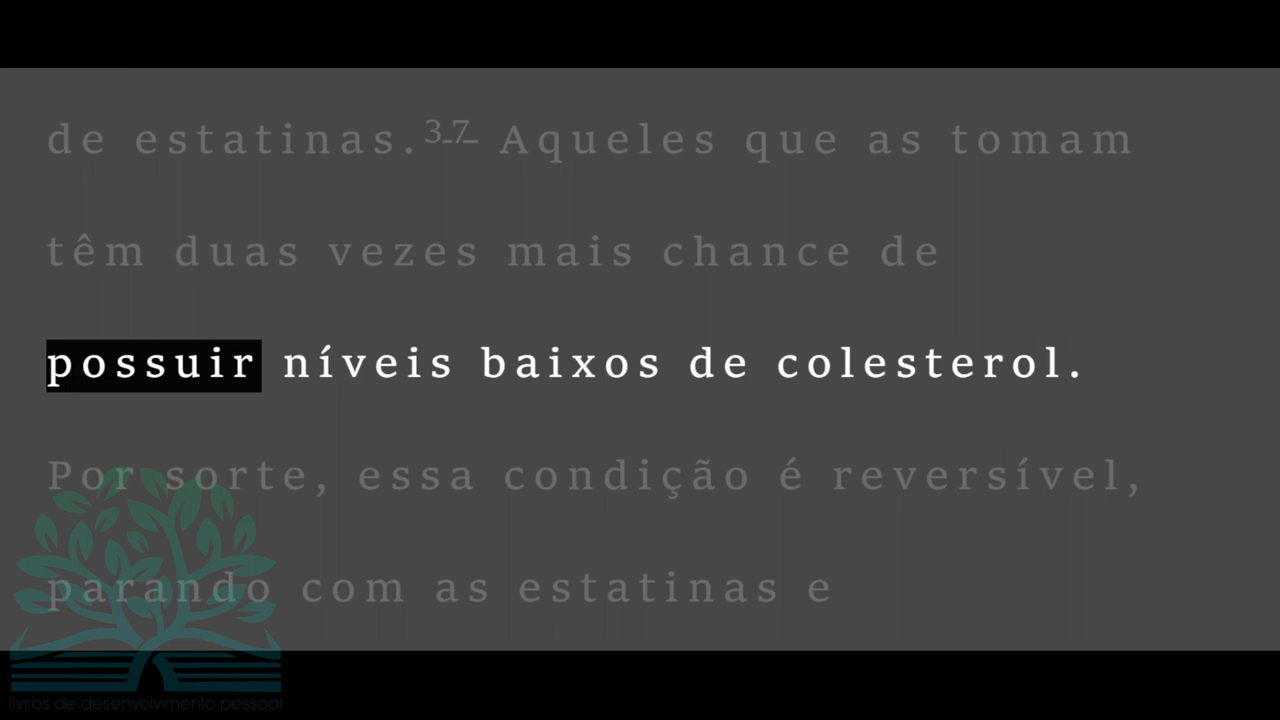 de estatinas.37 Aqueles que as tomam
têm duas vezes mais chance de
possuir níveis baixos de colesterol.
Por sorte, essa condição é reversível,
parando com as estatinas e
livros de desenvolvimento pessoal